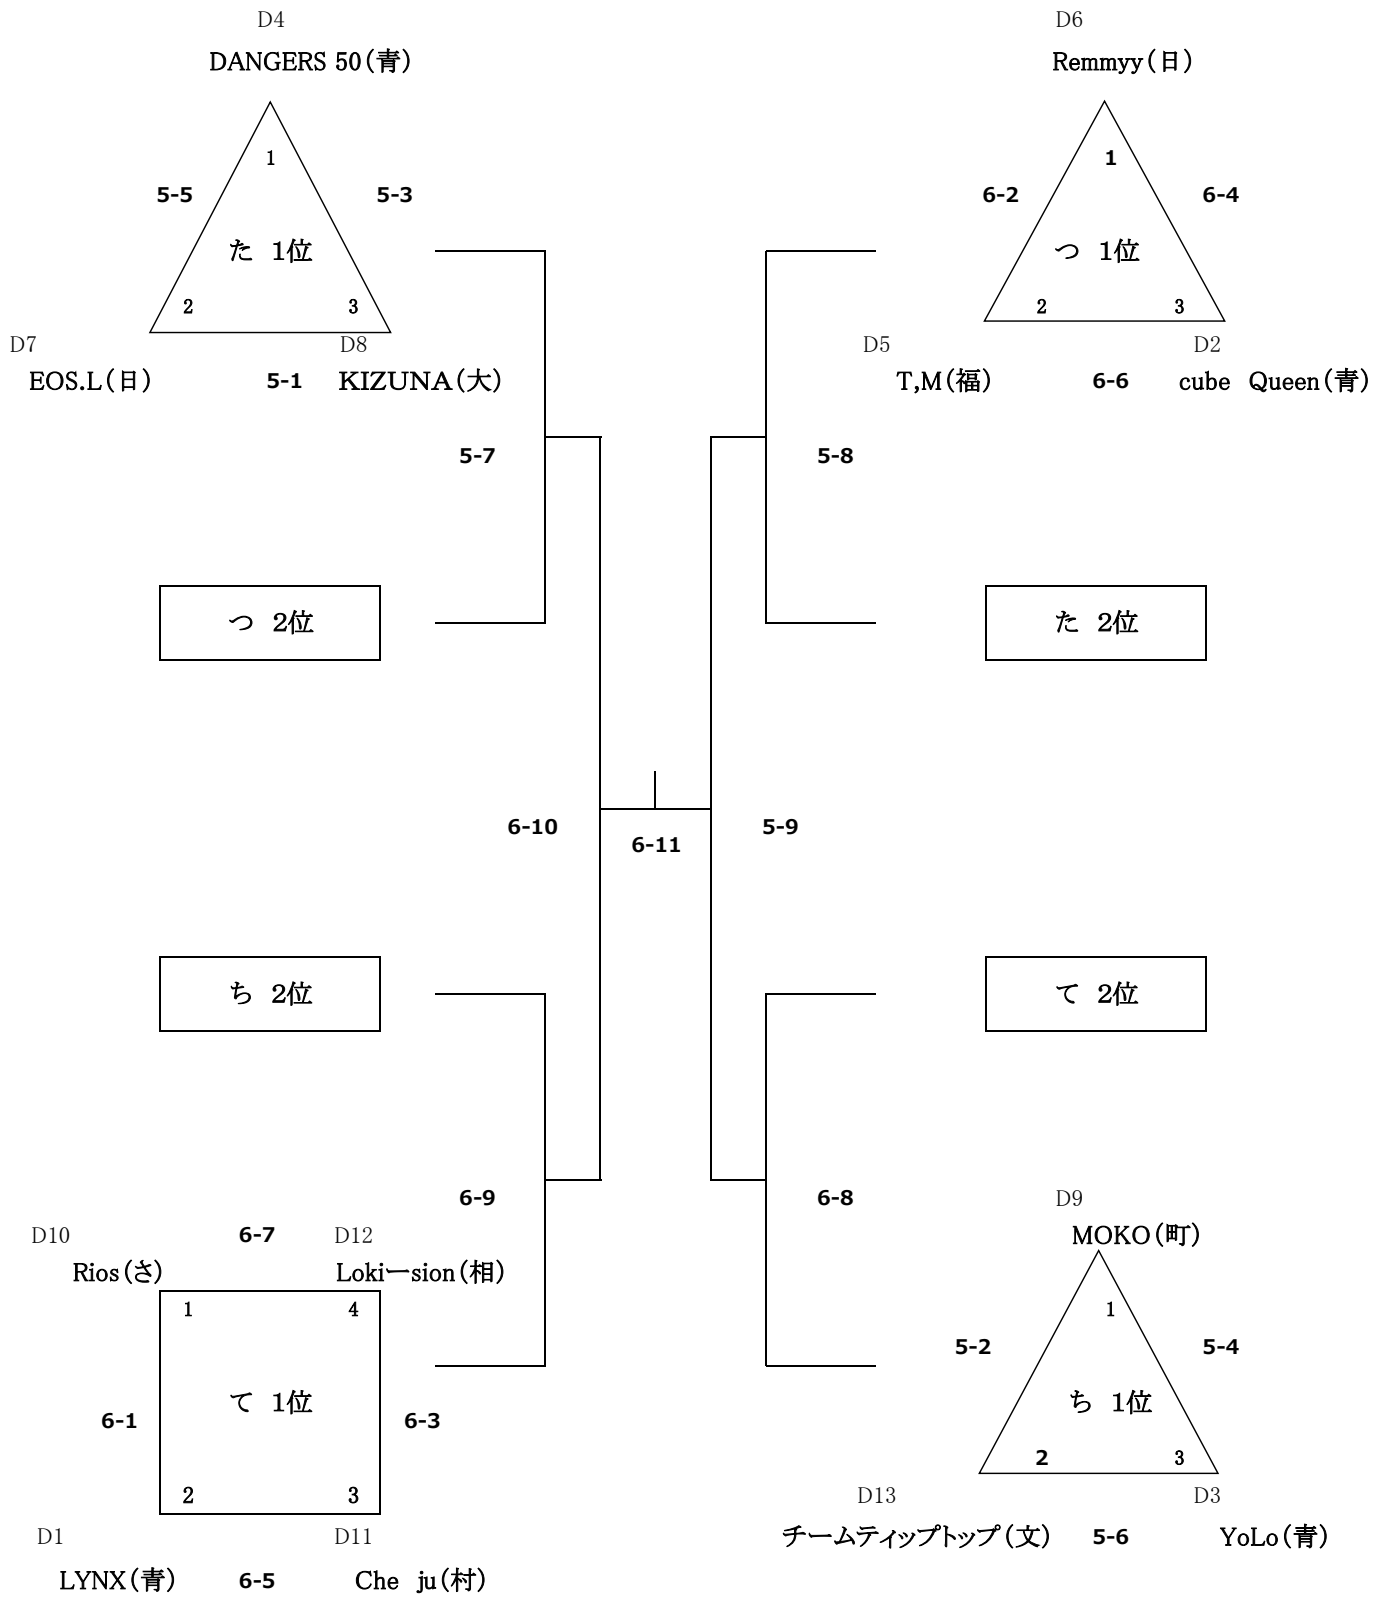 D4 D6
DANGERS 50(青) Remmyy(日)
1 1
5-5 5-3 6-2 6-4
た 1位 つ 1位
2 3 2 3
D7 D8 D5 D2
EOS.L(日) 5-1 KIZUNA(大) T,M(福) 6-6 cube Queen(青)
5-7 5-8
つ 2位 た 2位
6-10 6-11 5-9
ち 2位 て 2位
6-9 6-8 D9
D10 6-7 D12 MOKO(町)
Rios(さ) Lokiーsion(相)
1 4 1
5-2 5-4
て 1位 ち 1位
6-1 6-3
2 3
2 3
D13 D3
D1 D11 チームティップトップ(文) 5-6 YoLo(青)
LYNX(青) 6-5 Che ju(村)